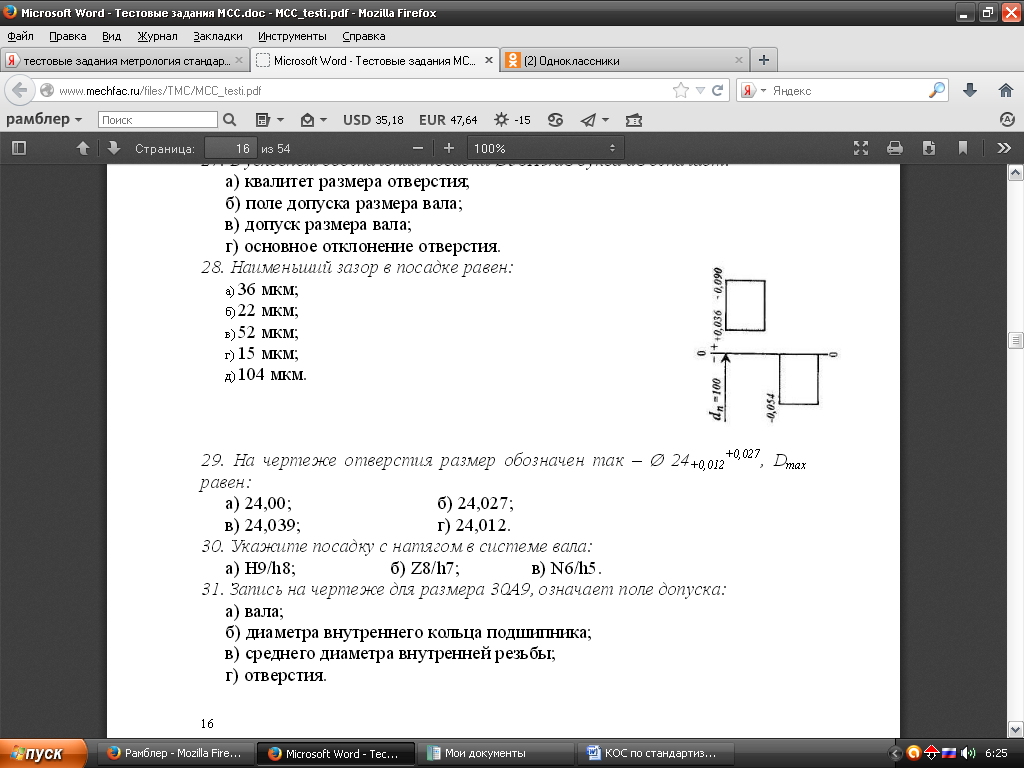 Microsoft Word - Тестовые задания МСС.doc - MCC_testi.pdf - Mozilla Firefox
Файл Правка Вид Журнал Закладки Инструменты Справка
тестовые задания метрология стандар...
Microsoft Word - Тестовые задания МС...
(2) Одноклассники
www.mechfac.ru/files/TMC/MCC_testi.pdf
Яндекс
рамблер Поиск USD 35,18 EUR 47,64 -15
Страница: 16 из 54 100%
а) квалитет размера отверстия;
б) поле допуска размера вала;
в) допуск размера вала;
г) основное отклонение отверстия.
28. Наименьший зазор в посадке равен:
а) 36 мкм;
б) 22 мкм;
в) 52 мкм;
г) 15 мкм;
д) 104 мкм.
+0,036 - 0,090
0 − + 0
dn =100
-0,054
29. На чертеже отверстия размер обозначен так – Ø 24+0,012+0,027, Dmax
равен:
а) 24,00; б) 24,027;
в) 24,039; г) 24,012.
30. Укажите посадку с натягом в системе вала:
а) H9/h8; б) Z8/h7; в) N6/h5.
31. Запись на чертеже для размера 30А9, означает поле допуска:
а) вала;
б) диаметра внутреннего кольца подшипника;
в) среднего диаметра внутренней резьбы;
г) отверстия.
16
пуск
Рамблер - Mozilla Fire...
Microsoft Word - Тес...
Мои документы
КОС по стандартиз...
6:25